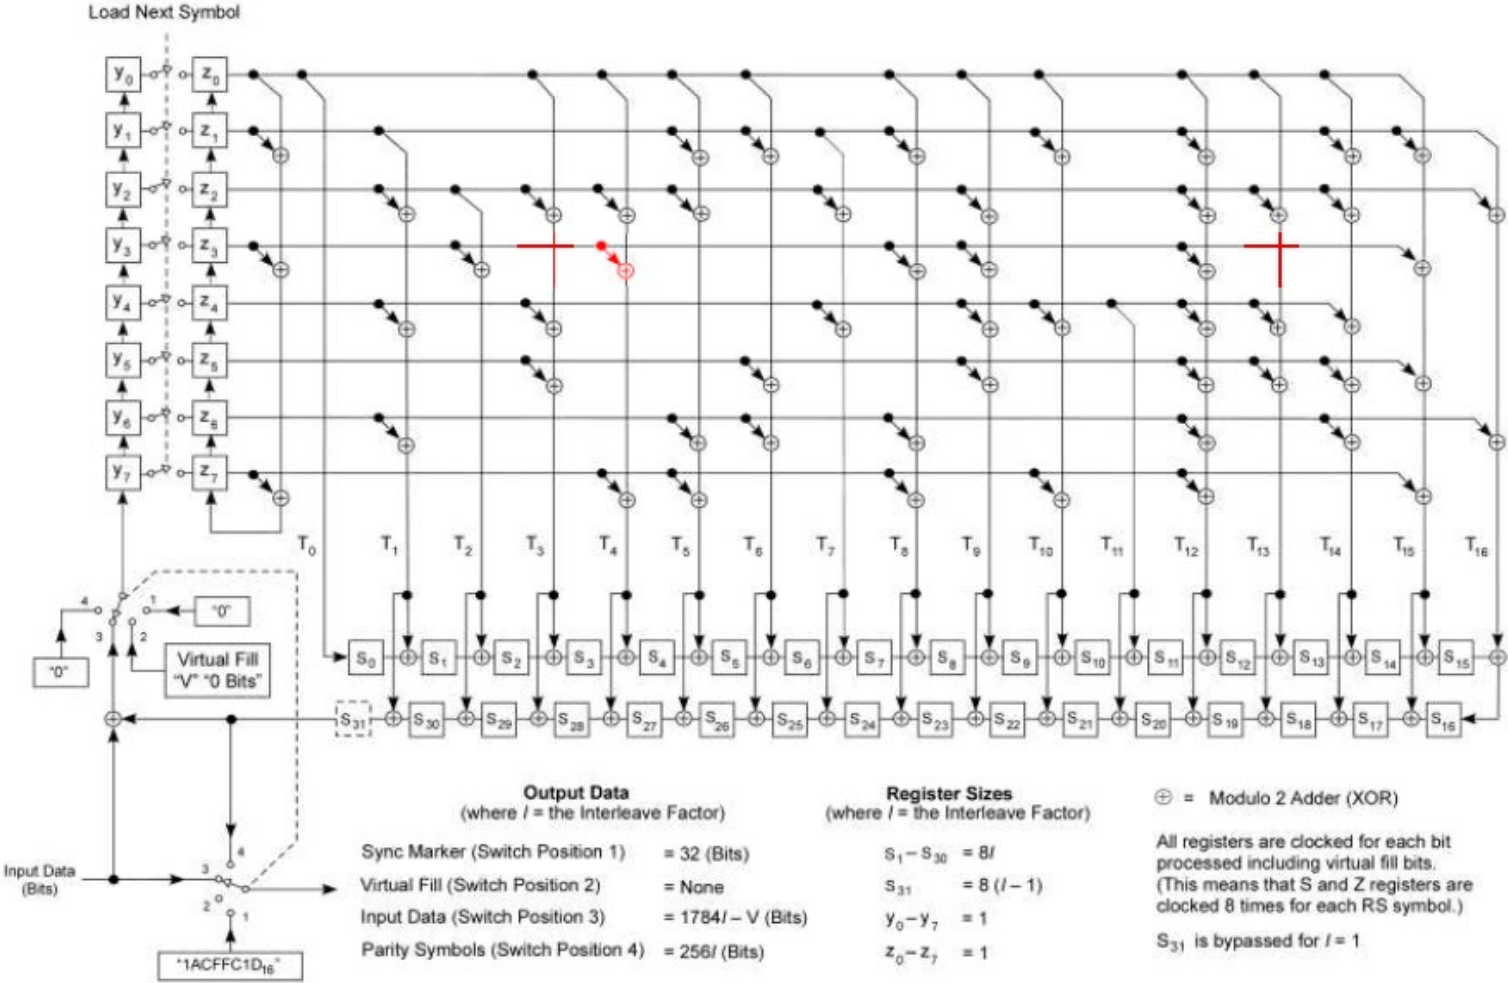 Load Next Symbol
y₀ z₀
y₁ z₁
y₂ z₂
y₃ z₃
y₄ z₄
y₅ z₅
y₆ z₆
y₇ z₇
T₀ T₁ T₂ T₃ T₄ T₅ T₆ T₇ T₈ T₉ T₁₀ T₁₁ T₁₂ T₁₃ T₁₄ T₁₅ T₁₆
4 1 "0"
3 2
"0"
Virtual Fill
"V" "0 Bits"
S₀ S₁ S₂ S₃ S₄ S₅ S₆ S₇ S₈ S₉ S₁₀ S₁₁ S₁₂ S₁₃ S₁₄ S₁₅
S₃₁ S₃₀ S₂₉ S₂₈ S₂₇ S₂₆ S₂₅ S₂₄ S₂₃ S₂₂ S₂₁ S₂₀ S₁₉ S₁₈ S₁₇ S₁₆
Input Data
(Bits)
4
3
2 1
"1ACFFC1D₁₆"
Output Data
(where I = the Interleave Factor)
Sync Marker (Switch Position 1) = 32 (Bits)
Virtual Fill (Switch Position 2) = None
Input Data (Switch Position 3) = 1784I – V (Bits)
Parity Symbols (Switch Position 4) = 256I (Bits)
Register Sizes
(where I = the Interleave Factor)
S₁–S₃₀ = 8I
S₃₁ = 8 (I – 1)
y₀–y₇ = 1
z₀–z₇ = 1
⊕ = Modulo 2 Adder (XOR)
All registers are clocked for each bit
processed including virtual fill bits.
(This means that S and Z registers are
clocked 8 times for each RS symbol.)
S₃₁ is bypassed for I = 1